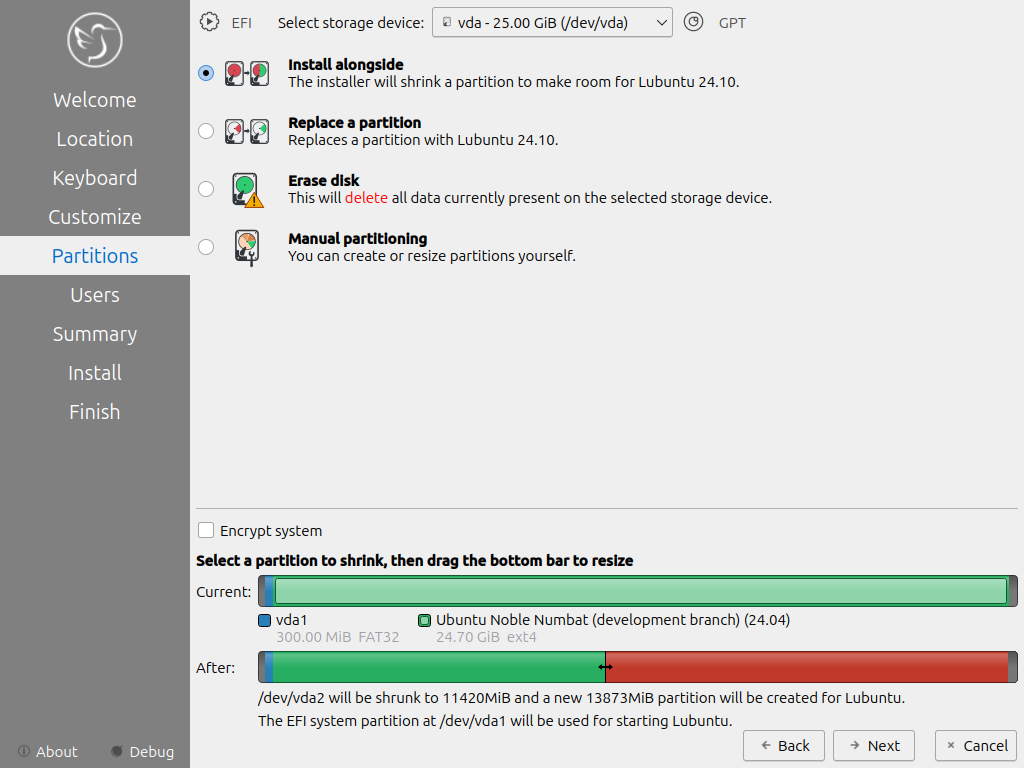 EFI
Select storage device:
vda - 25.00 GiB (/dev/vda)
GPT
Welcome
Location
Keyboard
Customize
Partitions
Users
Summary
Install
Finish
About
Debug
Install alongside
The installer will shrink a partition to make room for Lubuntu 24.10.
Replace a partition
Replaces a partition with Lubuntu 24.10.
Erase disk
This will delete all data currently present on the selected storage device.
Manual partitioning
You can create or resize partitions yourself.
Encrypt system
Select a partition to shrink, then drag the bottom bar to resize
Current:
vda1
300.00 MiB FAT32
Ubuntu Noble Numbat (development branch) (24.04)
24.70 GiB ext4
After:
/dev/vda2 will be shrunk to 11420MiB and a new 13873MiB partition will be created for Lubuntu.
The EFI system partition at /dev/vda1 will be used for starting Lubuntu.
Back
Next
Cancel